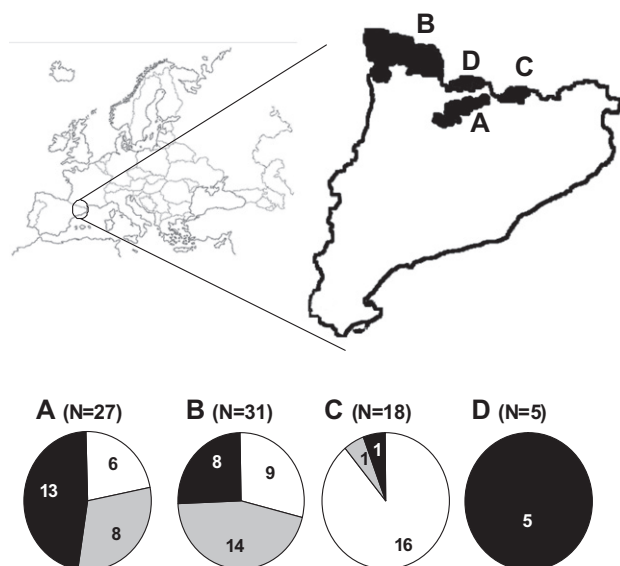 B
D
C
A
A (N=27)
B (N=31)
C (N=18)
D (N=5)
13
6
8
8
9
14
1
1
16
5